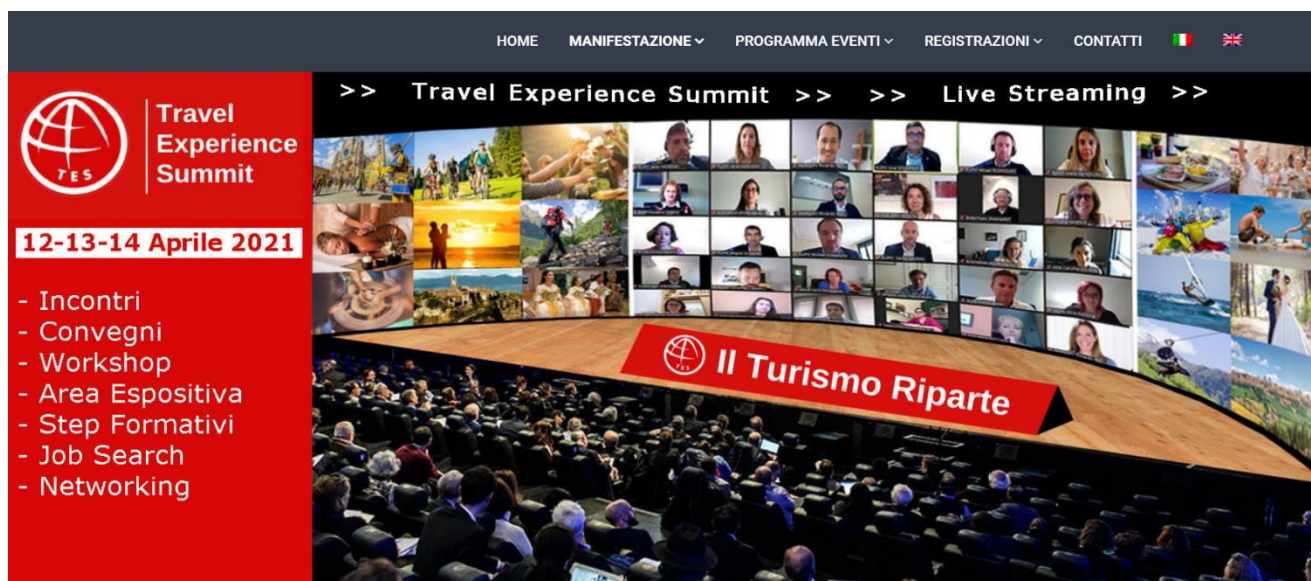 HOME MANIFESTAZIONE PROGRAMMA EVENTI REGISTRAZIONI CONTATTI
TES
Travel
Experience
Summit
12-13-14 Aprile 2021
- Incontri
- Convegni
- Workshop
- Area Espositiva
- Step Formativi
- Job Search
- Networking
>> Travel Experience Summit >> >> Live Streaming >>
TES Il Turismo Riparte